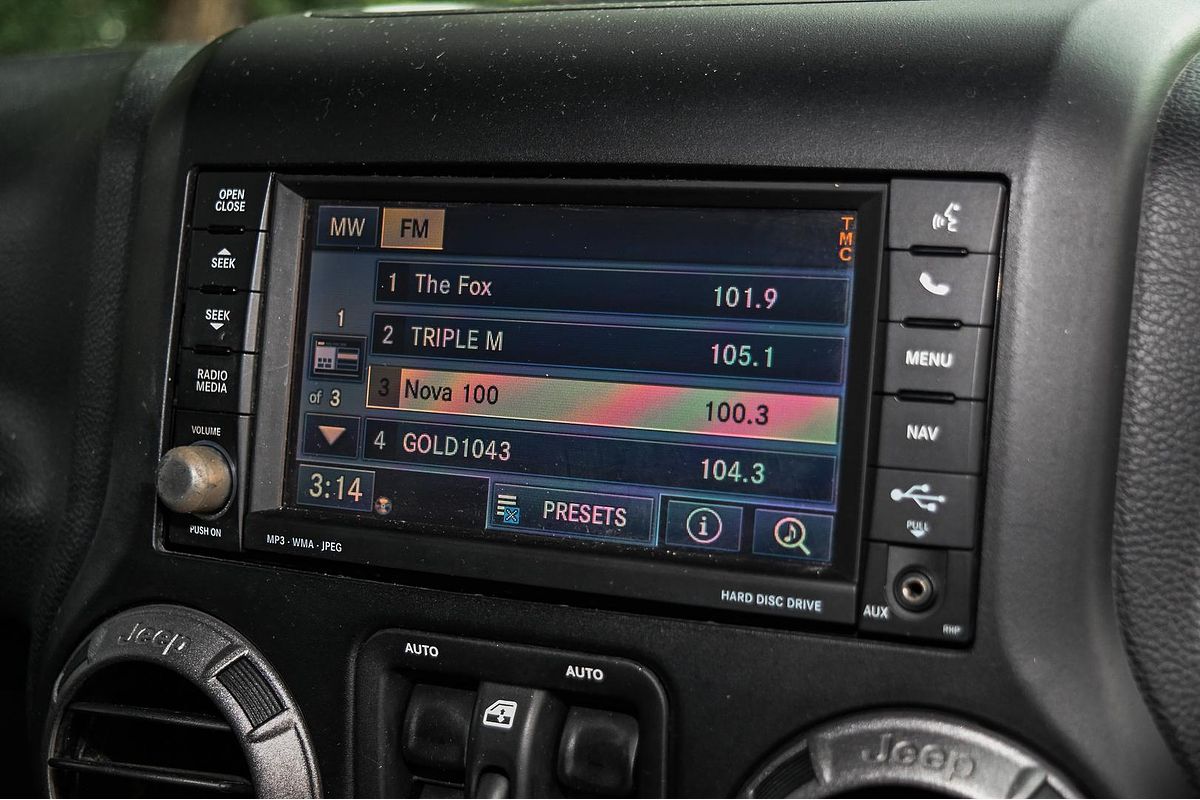 OPEN
CLOSE
SEEK
SEEK
RADIO
MEDIA
VOLUME
PUSH ON
MW FM
TMC
1 The Fox 101.9
2 TRIPLE M 105.1
3 Nova 100 100.3
4 GOLD1043 104.3
1
of 3
3:14
PRESETS
i
MP3 · WMA · JPEG
HARD DISC DRIVE
MENU
NAV
PULL
AUX
RHP
Jeep
AUTO
AUTO
Jeep